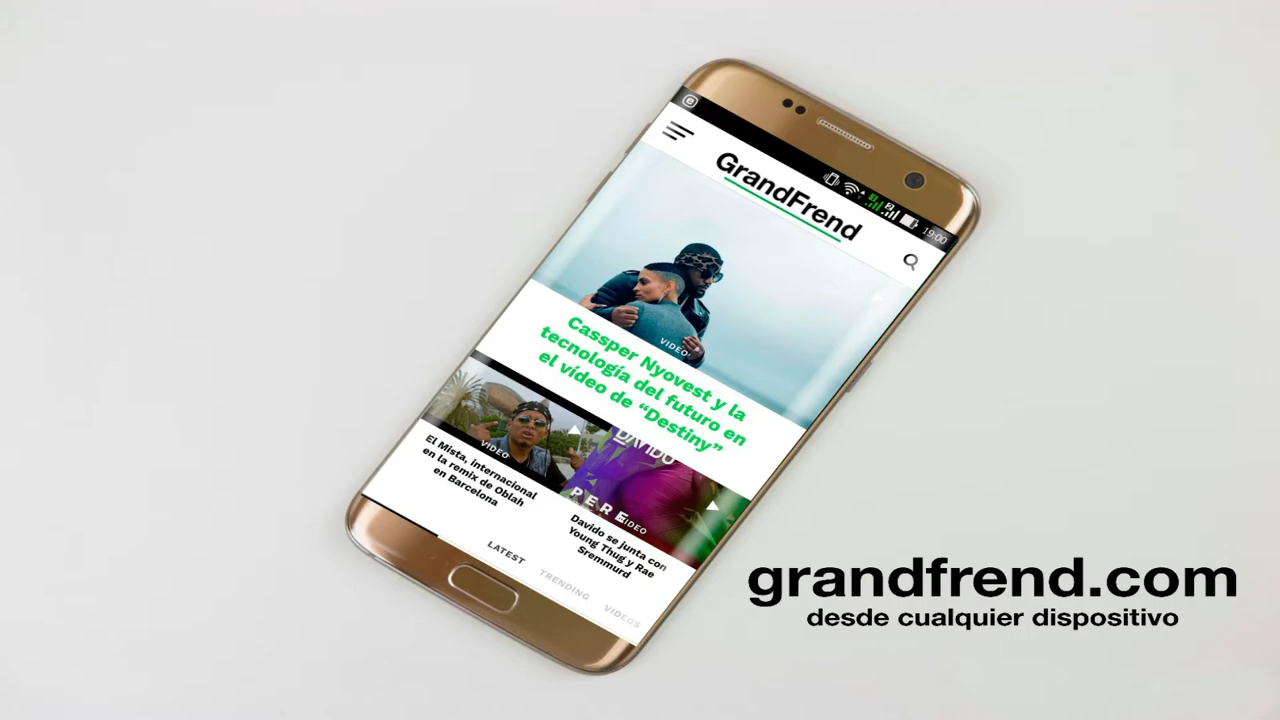 19:00
GrandFrend
VIDEO
Cassper Nyovest y la
tecnología del futuro en
el vídeo de “Destiny”
VIDEO
El Mista, internacional
en la remix de Oblah
en Barcelona
DAVIDO
RERE
VIDEO
Davido se junta con
Young Thug y Rae
Sremmurd
LATEST
TRENDING
VIDEOS
grandfrend.com
desde cualquier dispositivo